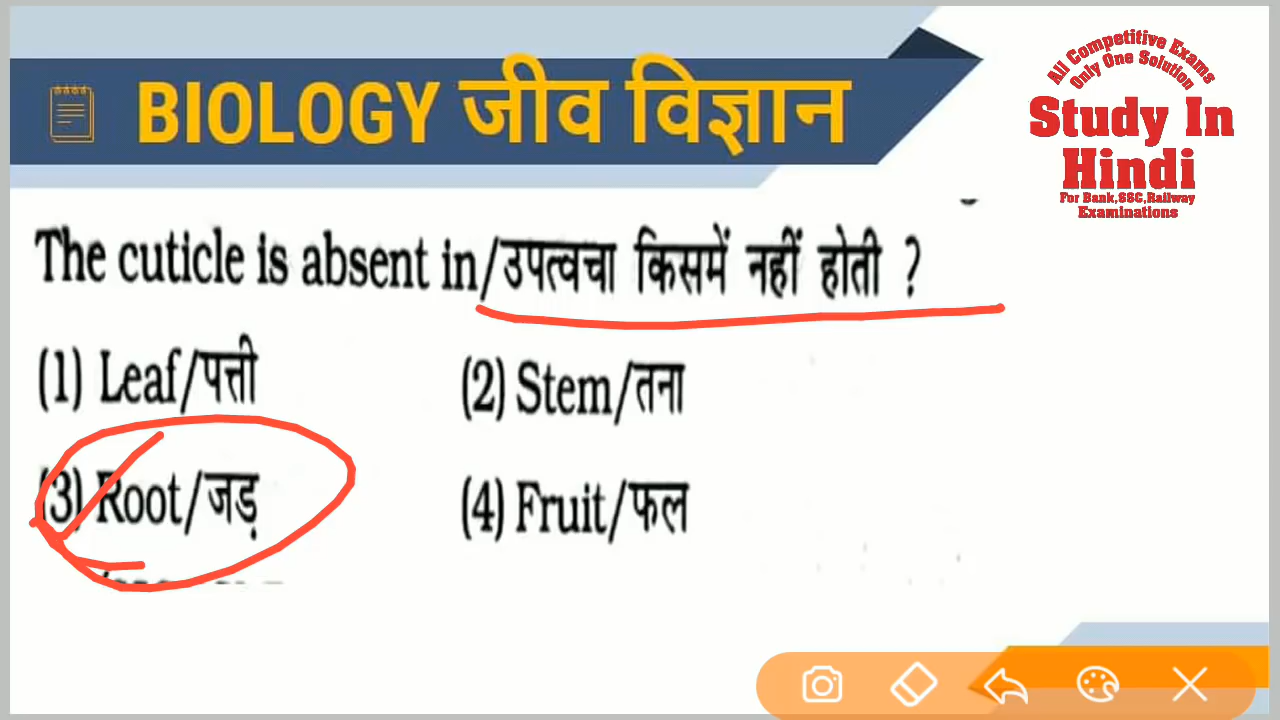 BIOLOGY जीव विज्ञान
All Competitive Exams
Only One Solution
Study In
Hindi
For Bank,SSC,Railway
Examinations
The cuticle is absent in/उपत्वचा किसमें नहीं होती ?
(1) Leaf/पत्ती (2) Stem/तना
(3) Root/जड़ (4) Fruit/फल